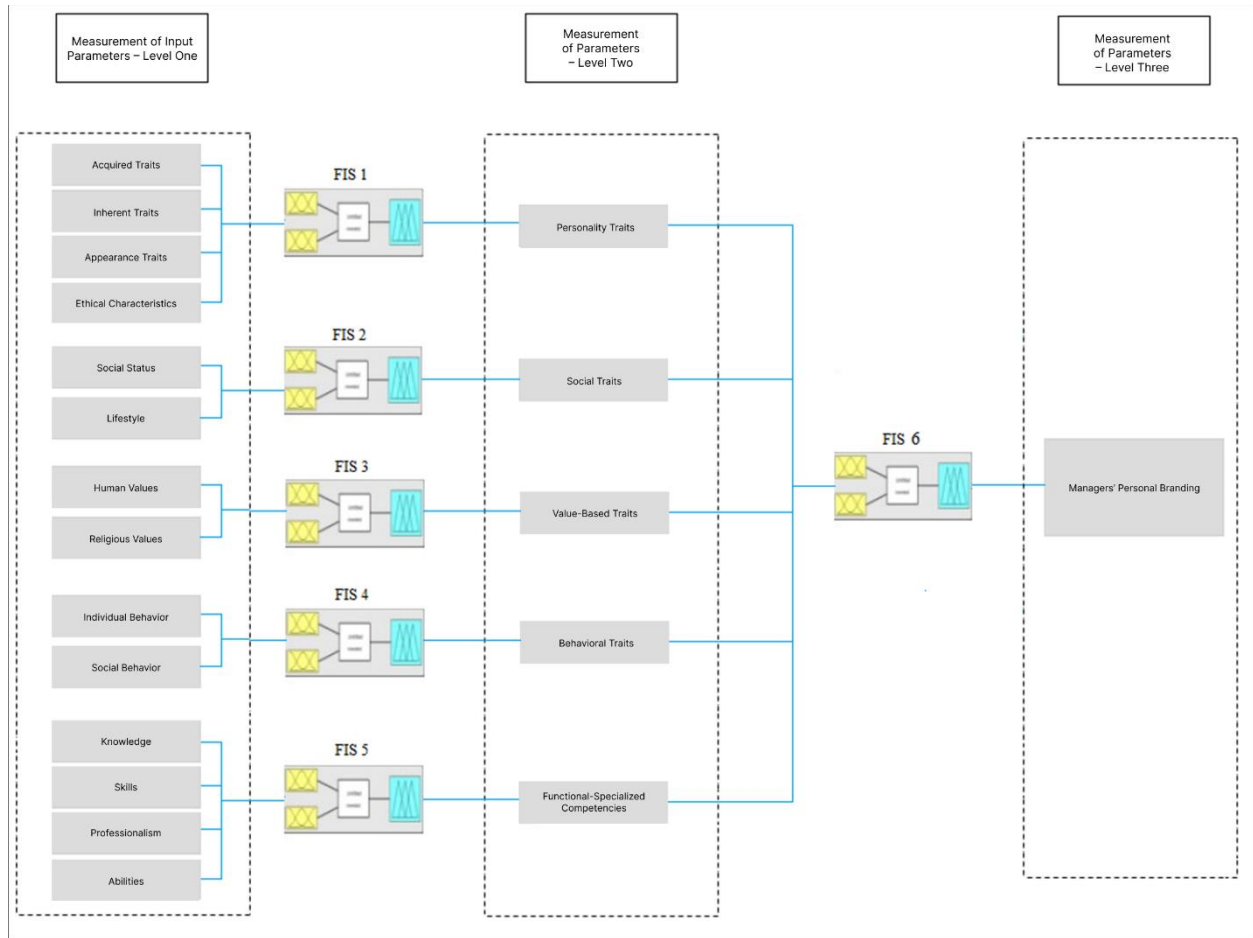 Measurement of Input
Parameters – Level One
Measurement
of Parameters
– Level Two
Measurement
of Parameters
– Level Three
Acquired Traits
Inherent Traits
Appearance Traits
Ethical Characteristics
FIS 1
Personality Traits
Social Status
Lifestyle
FIS 2
Social Traits
Human Values
Religious Values
FIS 3
Value-Based Traits
Individual Behavior
Social Behavior
FIS 4
Behavioral Traits
Knowledge
Skills
Professionalism
Abilities
FIS 5
Functional-Specialized
Competencies
FIS 6
Managers' Personal Branding